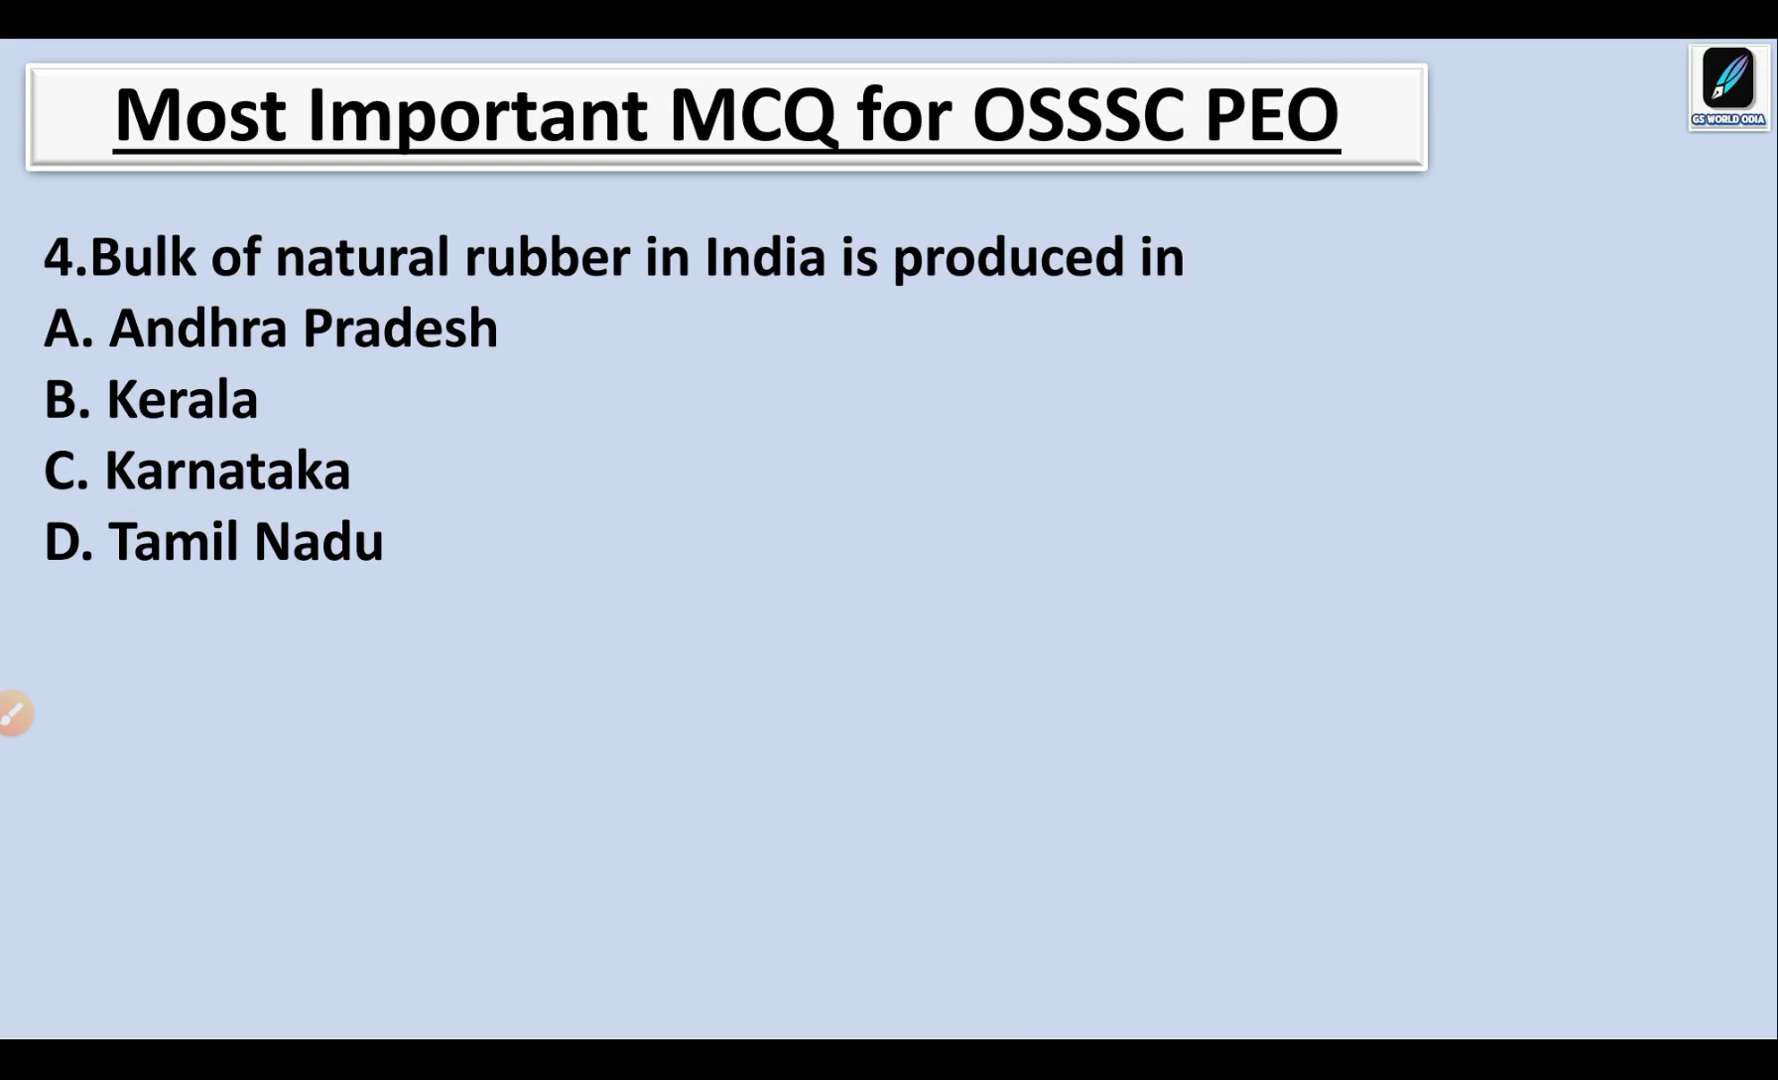 Most Important MCQ for OSSSC PEO
GS WORLD ODIA
4.Bulk of natural rubber in India is produced in
A. Andhra Pradesh
B. Kerala
C. Karnataka
D. Tamil Nadu